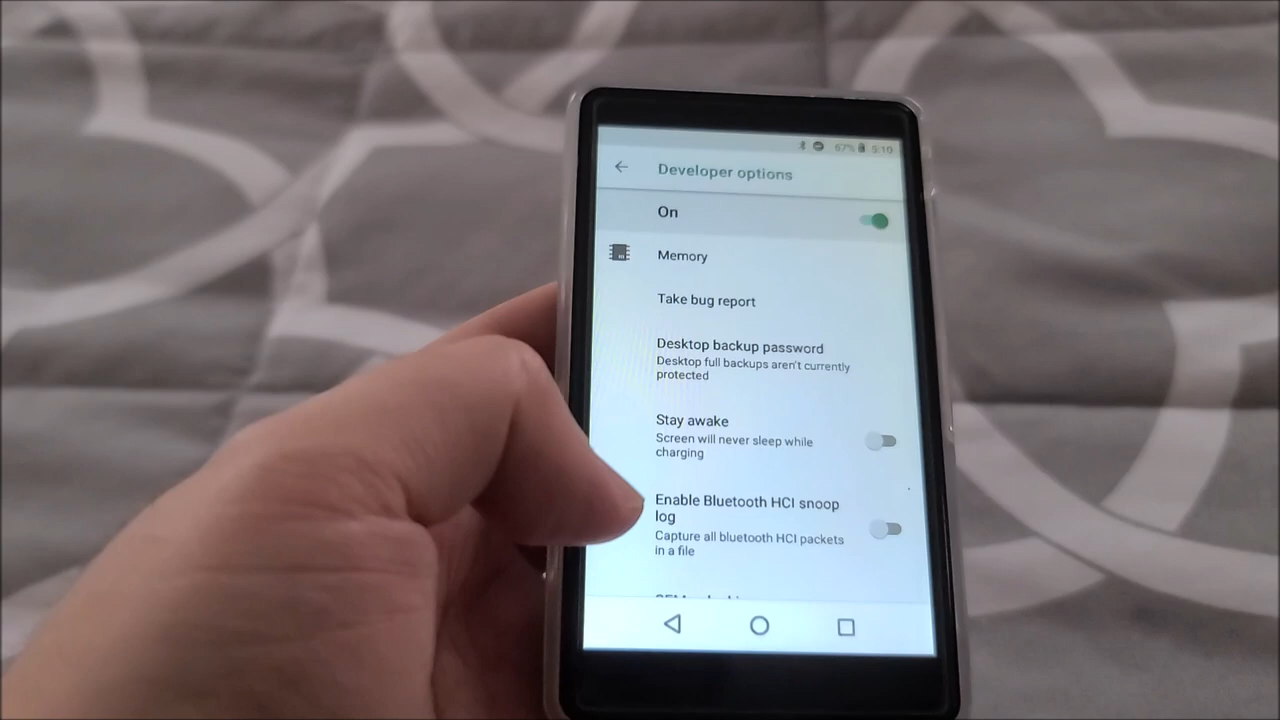 67% 5:19
Developer options
On
Memory
Take bug report
Desktop backup password
Desktop full backups aren't currently
protected
Stay awake
Screen will never sleep while
charging
Enable Bluetooth HCI snoop
log
Capture all bluetooth HCI packets
in a file